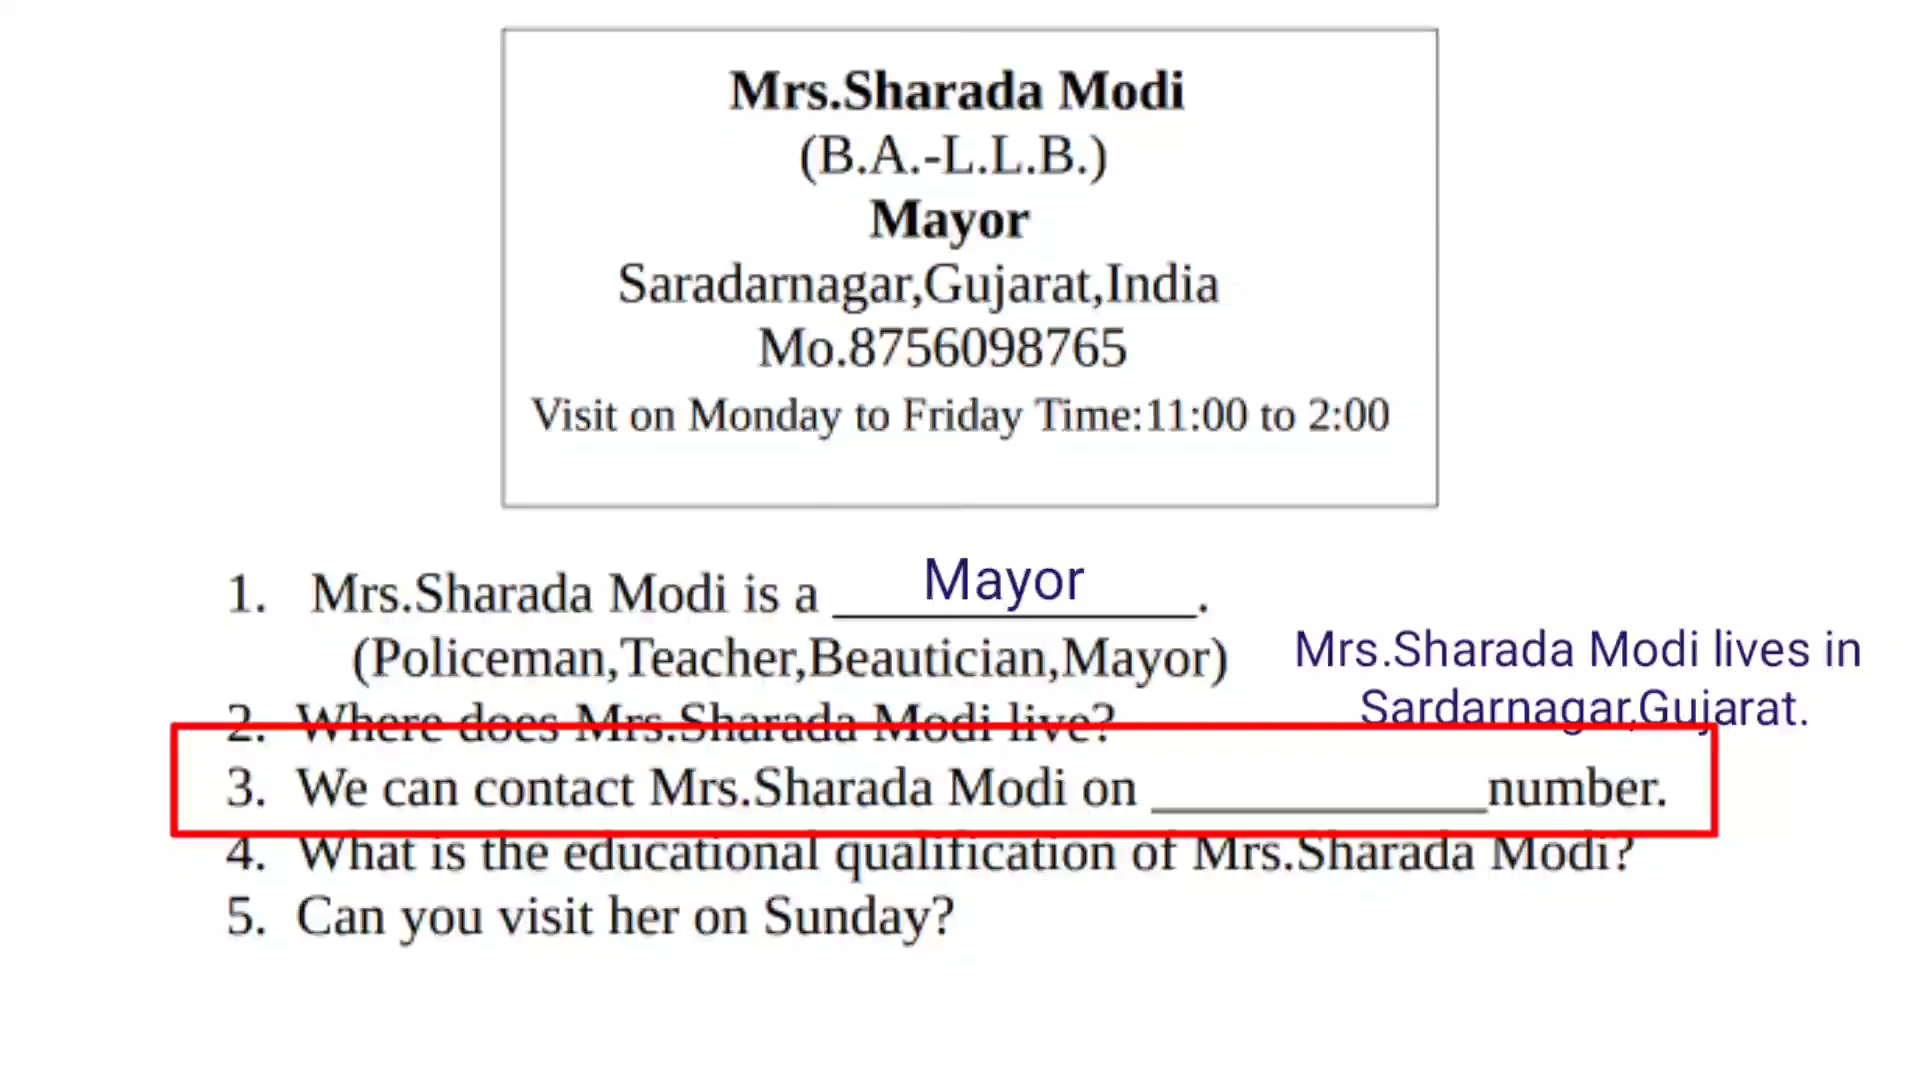 Mrs.Sharada Modi
(B.A.-L.L.B.)
Mayor
Saradarnagar,Gujarat,India
Mo.8756098765
Visit on Monday to Friday Time:11:00 to 2:00
1. Mrs.Sharada Modi is a ____Mayor____.
(Policeman,Teacher,Beautician,Mayor)
Mrs.Sharada Modi lives in
Sardarnagar,Gujarat.
2. Where does Mrs.Sharada Modi live?
3. We can contact Mrs.Sharada Modi on ____________number.
4. What is the educational qualification of Mrs.Sharada Modi?
5. Can you visit her on Sunday?